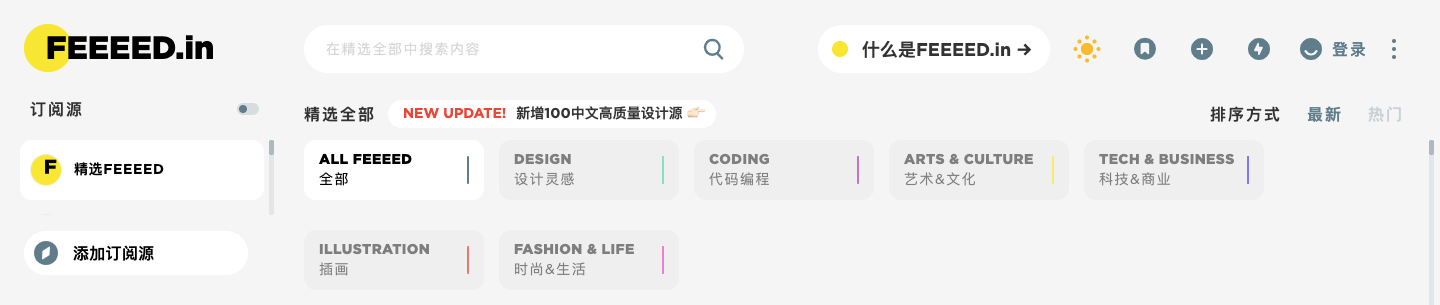 FEEEED.in
在精选全部中搜索内容
什么是FEEEED.in →
登录
订阅源
精选全部
NEW UPDATE! 新增100中文高质量设计源 👉🏻
排序方式
最新
热门
F
精选FEEEED
添加订阅源
ALL FEEEED
全部
DESIGN
设计灵感
CODING
代码编程
ARTS & CULTURE
艺术&文化
TECH & BUSINESS
科技&商业
ILLUSTRATION
插画
FASHION & LIFE
时尚&生活